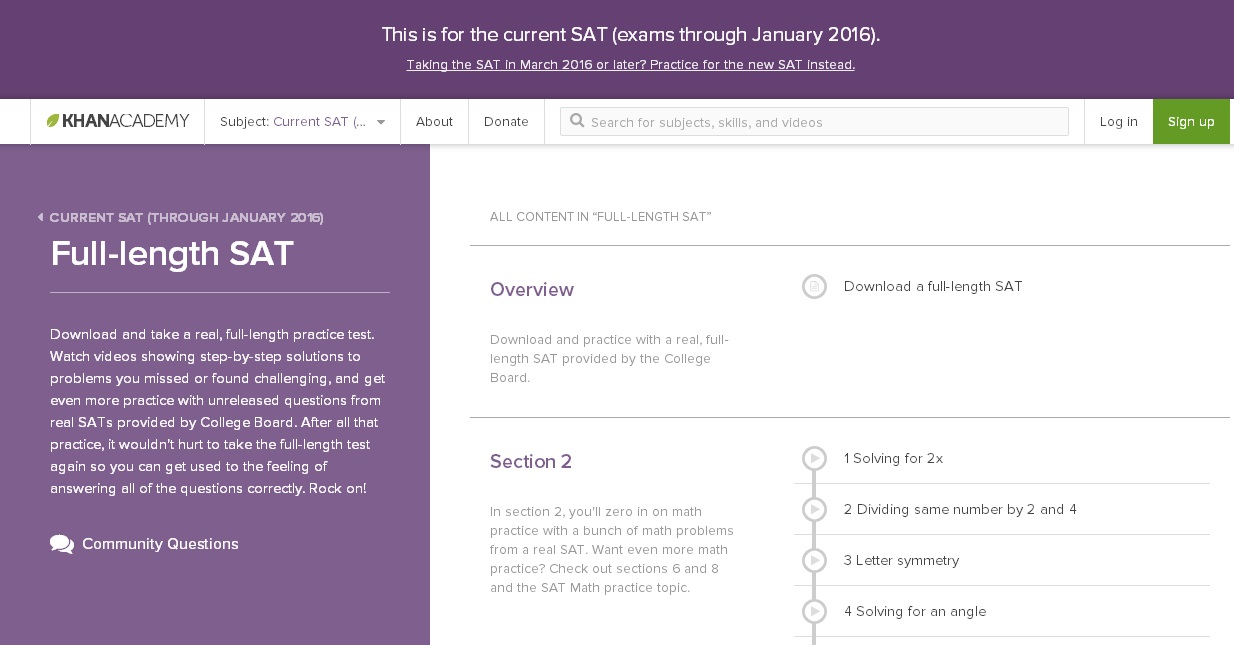 This is for the current SAT (exams through January 2016).
Taking the SAT in March 2016 or later? Practice for the new SAT instead.
KHANACADEMY
Subject: Current SAT (...
About
Donate
Search for subjects, skills, and videos
Log in
Sign up
CURRENT SAT (THROUGH JANUARY 2016)
Full-length SAT
Download and take a real, full-length practice test.
Watch videos showing step-by-step solutions to
problems you missed or found challenging, and get
even more practice with unreleased questions from
real SATs provided by College Board. After all that
practice, it wouldn't hurt to take the full-length test
again so you can get used to the feeling of
answering all of the questions correctly. Rock on!
Community Questions
ALL CONTENT IN “FULL-LENGTH SAT”
Overview
Download and practice with a real, full-
length SAT provided by the College
Board.
Download a full-length SAT
Section 2
In section 2, you'll zero in on math
practice with a bunch of math problems
from a real SAT. Want even more math
practice? Check out sections 6 and 8
and the SAT Math practice topic.
1 Solving for 2x
2 Dividing same number by 2 and 4
3 Letter symmetry
4 Solving for an angle